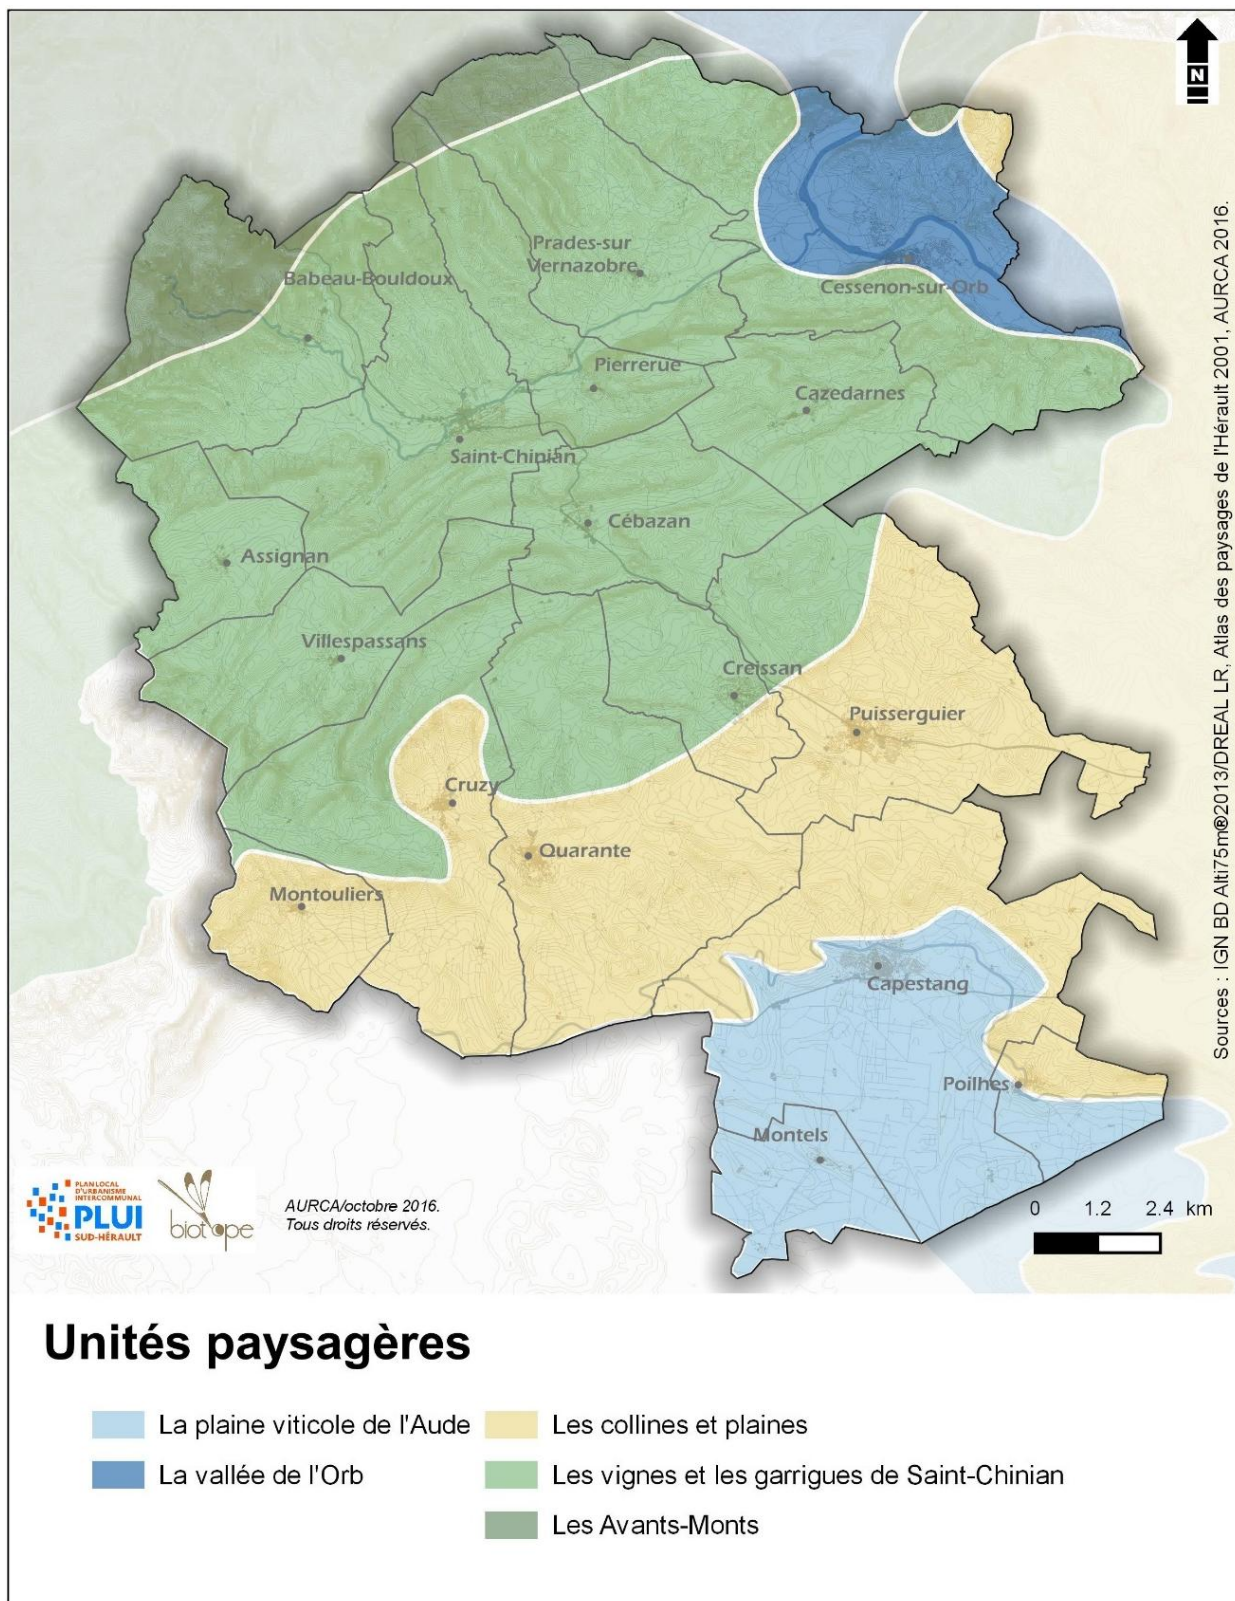 N
Prades-sur
Vernazobre
Babeau-Bouldoux
Cessenon-sur-Orb
Pierrerue
Cazedarnes
Saint-Chinian
Cébazan
Assignan
Villespassans
Creissan
Puisserguier
Cruzy
Quarante
Montouliers
Capestang
Poilhes
Montels
Sources : IGN BD Alti75m®2013/DREAL LR, Atlas des paysages de l'Hérault 2001, AURCA 2016.
PLAN LOCAL
D'URBANISME
INTERCOMMUNAL
PLUI
SUD-HÉRAULT
biotope
AURCA/octobre 2016.
Tous droits réservés.
0 1.2 2.4 km
Unités paysagères
La plaine viticole de l'Aude
La vallée de l'Orb
Les collines et plaines
Les vignes et les garrigues de Saint-Chinian
Les Avants-Monts